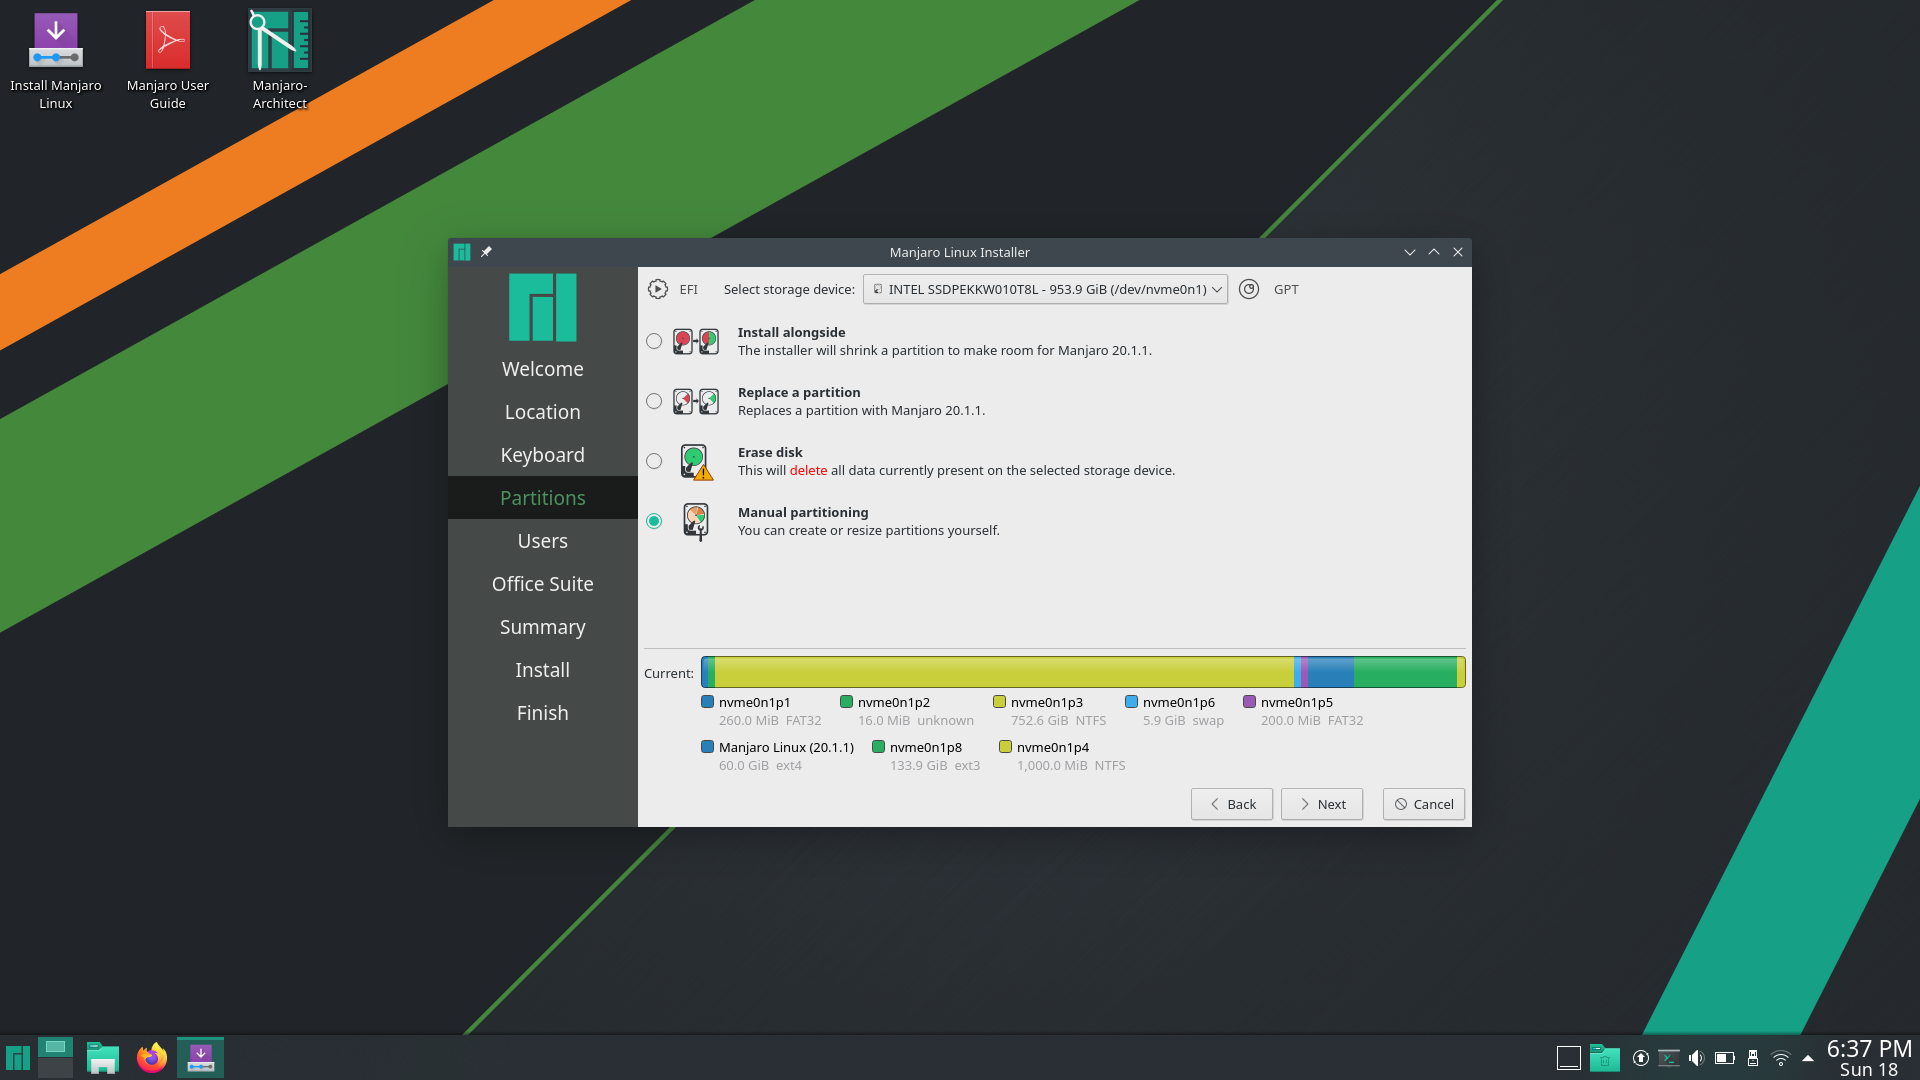 Install Manjaro
Linux
Manjaro User
Guide
Manjaro-
Architect
Manjaro Linux Installer
Welcome
Location
Keyboard
Partitions
Users
Office Suite
Summary
Install
Finish
EFI Select storage device: INTEL SSDPEKKW010T8L - 953.9 GiB (/dev/nvme0n1) GPT
Install alongside
The installer will shrink a partition to make room for Manjaro 20.1.1.
Replace a partition
Replaces a partition with Manjaro 20.1.1.
Erase disk
This will delete all data currently present on the selected storage device.
Manual partitioning
You can create or resize partitions yourself.
Current:
nvme0n1p1 nvme0n1p2 nvme0n1p3 nvme0n1p6 nvme0n1p5
260.0 MiB FAT32 16.0 MiB unknown 752.6 GiB NTFS 5.9 GiB swap 200.0 MiB FAT32
Manjaro Linux (20.1.1) nvme0n1p8 nvme0n1p4
60.0 GiB ext4 133.9 GiB ext3 1,000.0 MiB NTFS
Back Next Cancel
6:37 PM
Sun 18